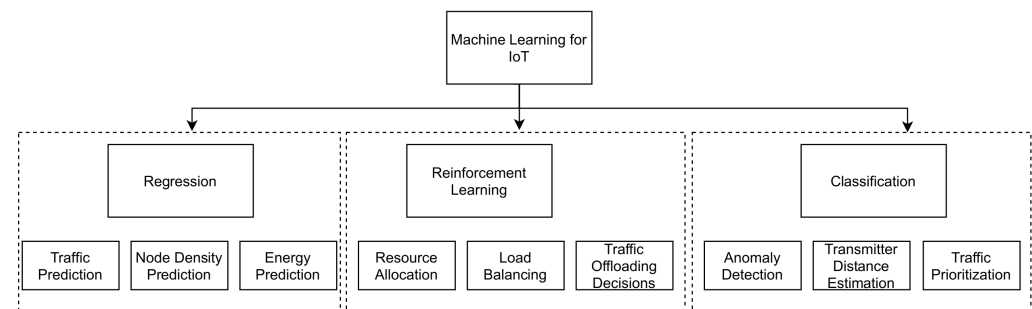 Machine Learning for
IoT
Regression
Reinforcement
Learning
Classification
Traffic
Prediction
Node Density
Prediction
Energy
Prediction
Resource
Allocation
Load
Balancing
Traffic
Offloading
Decisions
Anomaly
Detection
Transmitter
Distance
Estimation
Traffic
Prioritization